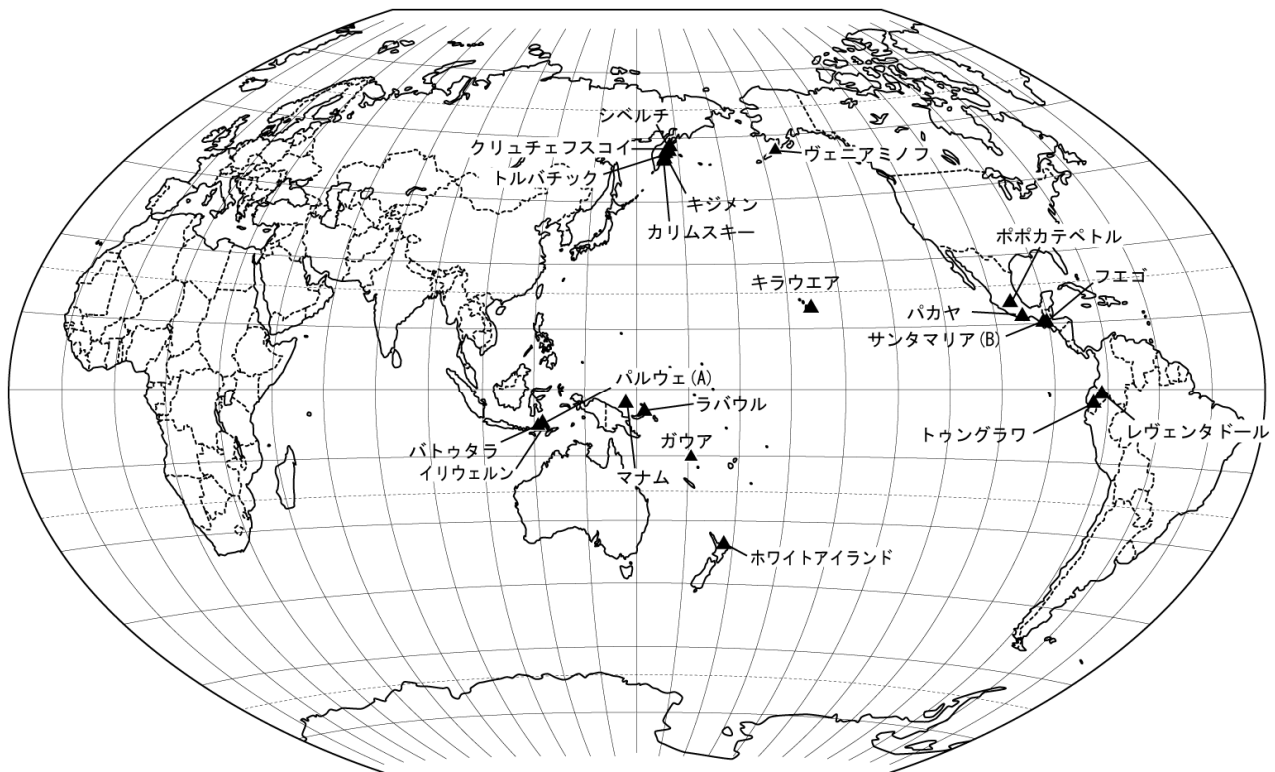 シベルチ
クリュチェフスコイ
トルバチック
ヴェニアミノフ
キジメン
カリムスキー
ポポカテペトル
キラウエア
フエゴ
パカヤ
サンタマリア(B)
パルウェ(A)
ラバウル
ガウア
トゥングラワ
レヴェンタドール
バトゥタラ
イリウェルン
マナム
ホワイトアイランド